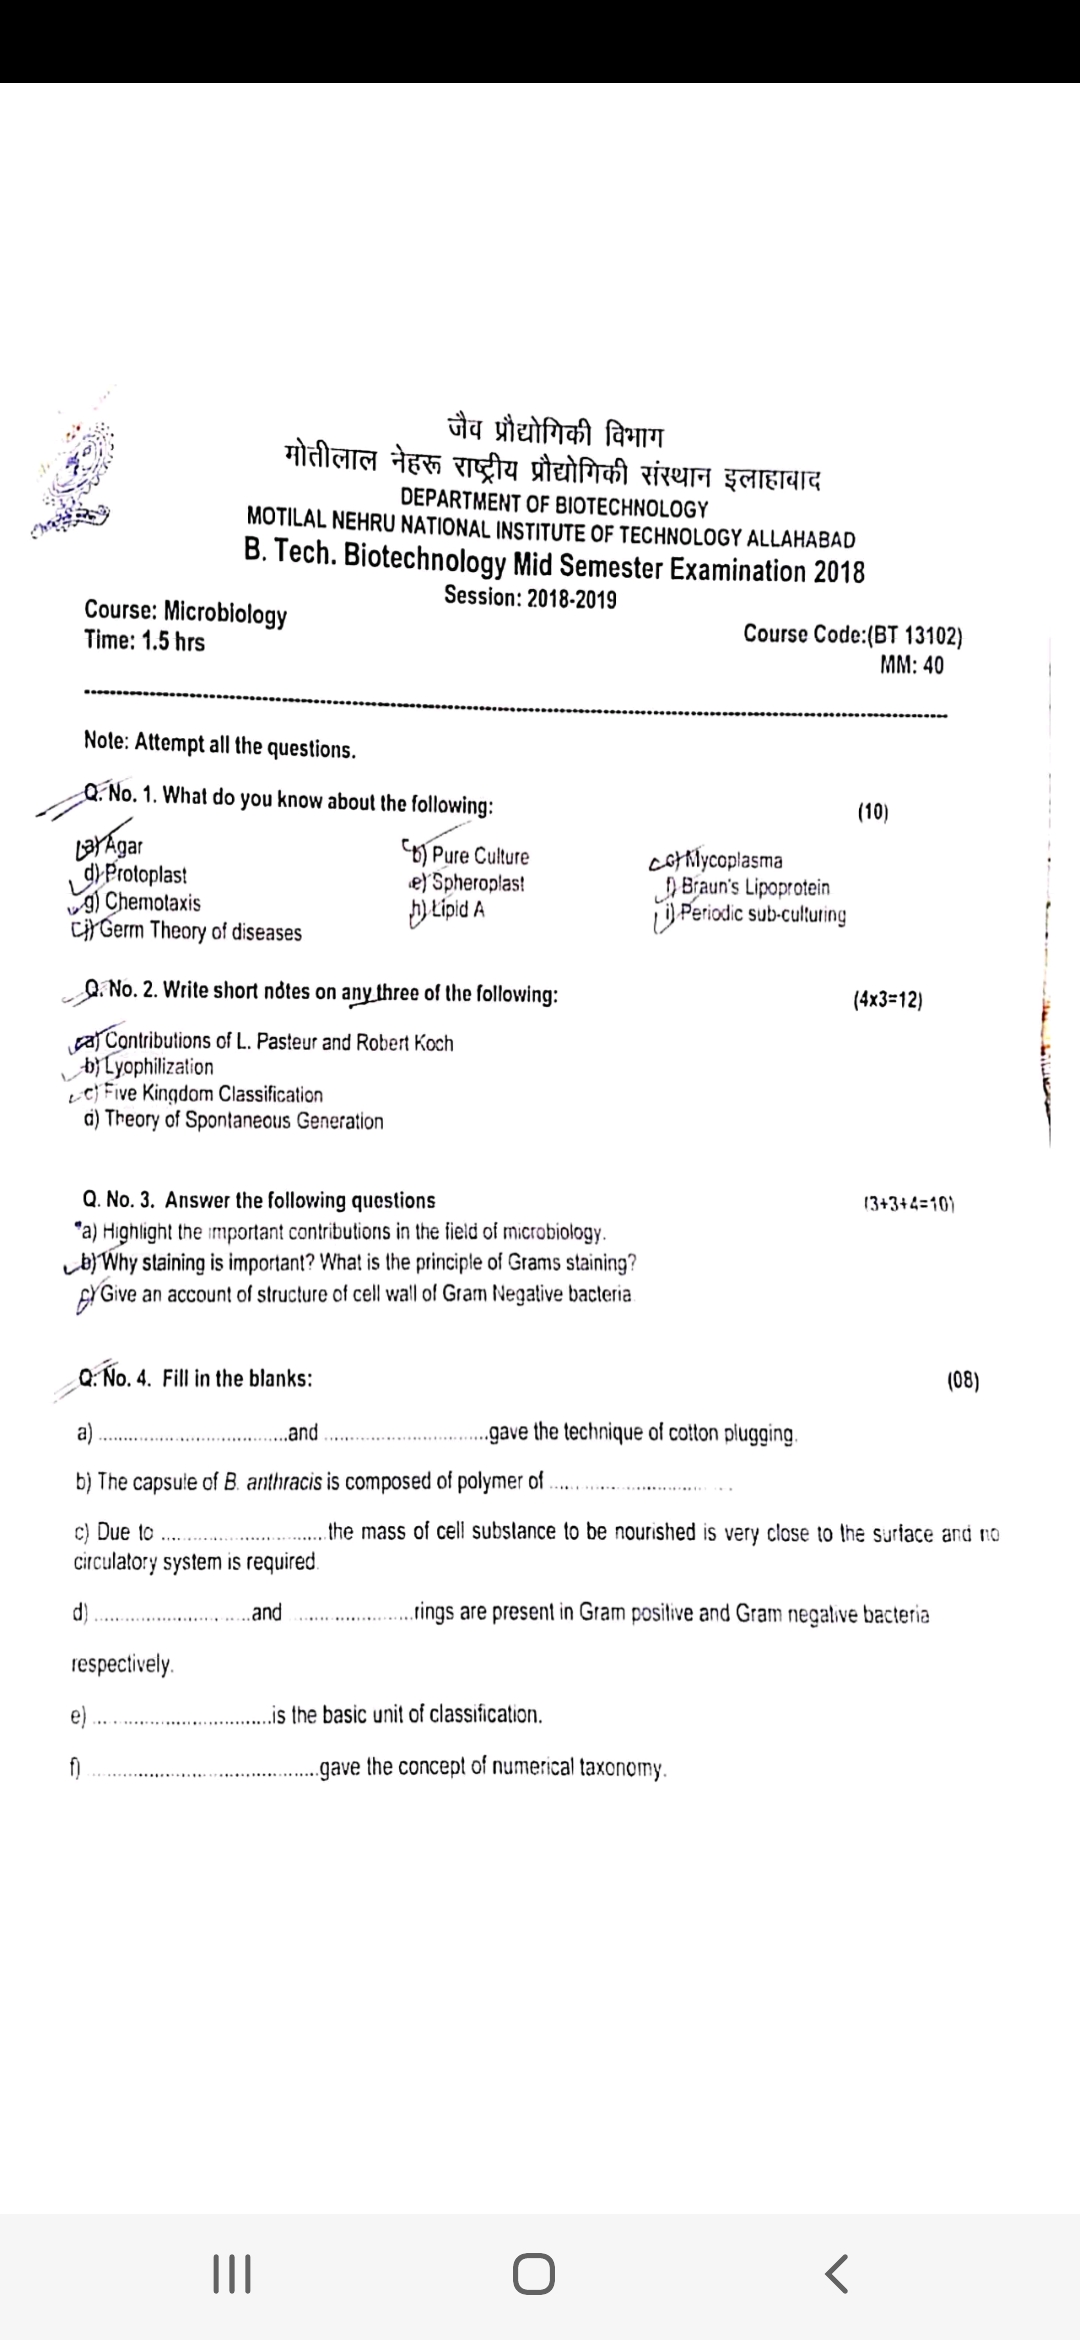 जैव प्रौद्योगिकी विभाग
मोतीलाल नेहरू राष्ट्रीय प्रौद्योगिकी संस्थान इलाहाबाद
DEPARTMENT OF BIOTECHNOLOGY
MOTILAL NEHRU NATIONAL INSTITUTE OF TECHNOLOGY ALLAHABAD
B. Tech. Biotechnology Mid Semester Examination 2018
Session: 2018-2019
Course: Microbiology
Course Code:(BT 13102)
Time: 1.5 hrs
MM: 40
Note: Attempt all the questions.
Q. No. 1. What do you know about the following: (10)
a) Agar b) Pure Culture c) Mycoplasma
d) Protoplast e) Spheroplast f) Braun's Lipoprotein
g) Chemotaxis h) Lipid A i) Periodic sub-culturing
j) Germ Theory of diseases
Q. No. 2. Write short notes on any three of the following: (4x3=12)
a) Contributions of L. Pasteur and Robert Koch
b) Lyophilization
c) Five Kingdom Classification
d) Theory of Spontaneous Generation
Q. No. 3. Answer the following questions (3+3+4=10)
a) Highlight the important contributions in the field of microbiology.
b) Why staining is important? What is the principle of Grams staining?
c) Give an account of structure of cell wall of Gram Negative bacteria
Q. No. 4. Fill in the blanks: (08)
a) ................................and ............................gave the technique of cotton plugging.
b) The capsule of B. anthracis is composed of polymer of ................................
c) Due to ............................the mass of cell substance to be nourished is very close to the surface and no
circulatory system is required.
d) ............................and ......................rings are present in Gram positive and Gram negative bacteria
respectively.
e) ................................is the basic unit of classification.
f) ........................................gave the concept of numerical taxonomy.